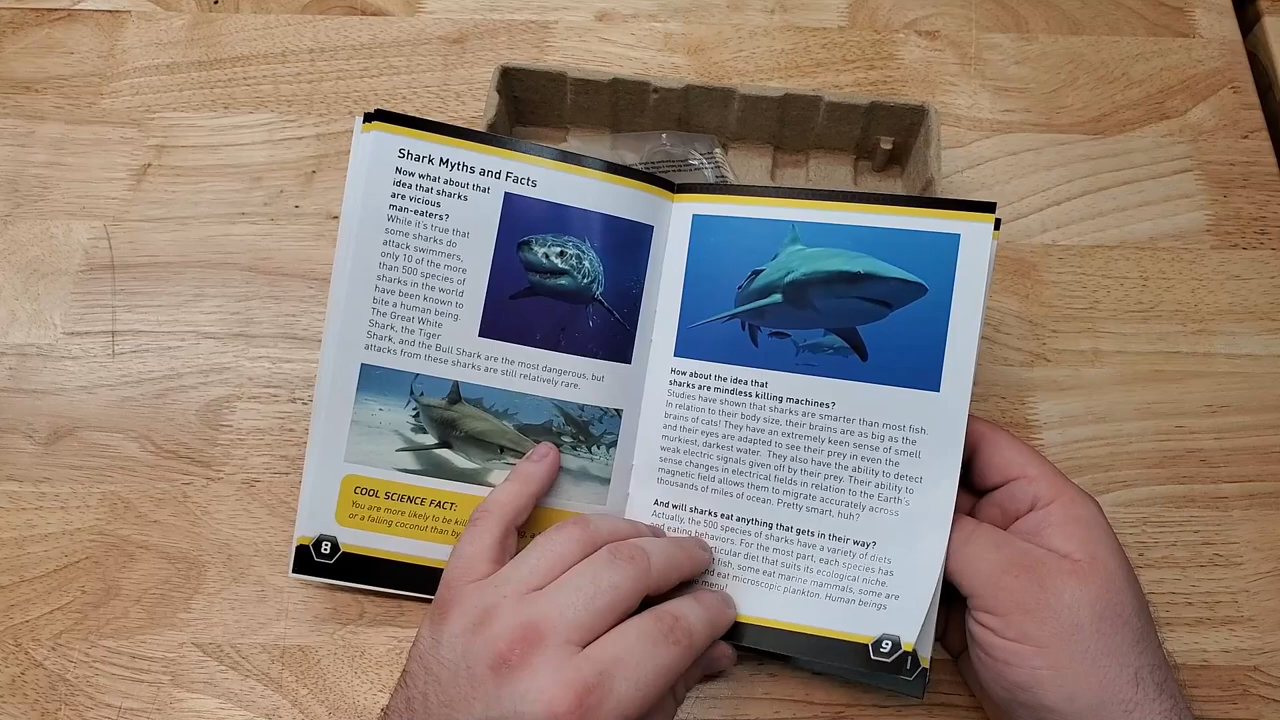 Shark Myths and Facts
Now what about that
idea that sharks
are vicious
man-eaters?
While it's true that
some sharks do
attack swimmers,
only 10 of the more
than 500 species of
sharks in the world
have been known to
bite a human being.
The Great White
Shark, the Tiger
Shark, and the Bull Shark are the most dangerous, but
attacks from these sharks are still relatively rare.
COOL SCIENCE FACT:
You are more likely to be
or a falling coconut than by
8
How about the idea that
sharks are mindless killing machines?
Studies have shown that sharks are smarter than most fish.
In relation to their body size, their brains are as big as the
brains of cats! They have an extremely keen sense of smell
and their eyes are adapted to see their prey in even the
murkiest, darkest water. They also have the ability to detect
weak electric signals given off by their prey. Their ability to
sense changes in electrical fields in relation to the Earth's
magnetic field allows them to migrate accurately across
thousands of miles of ocean. Pretty smart, huh?
And will sharks eat anything that gets in their way?
Actually, the 500 species of sharks have a variety of diets
and eating behaviors. For the most part, each species has
diet that suits its ecological niche.
fish, some eat marine mammals, some are
eat microscopic plankton. Human beings
menu!
9